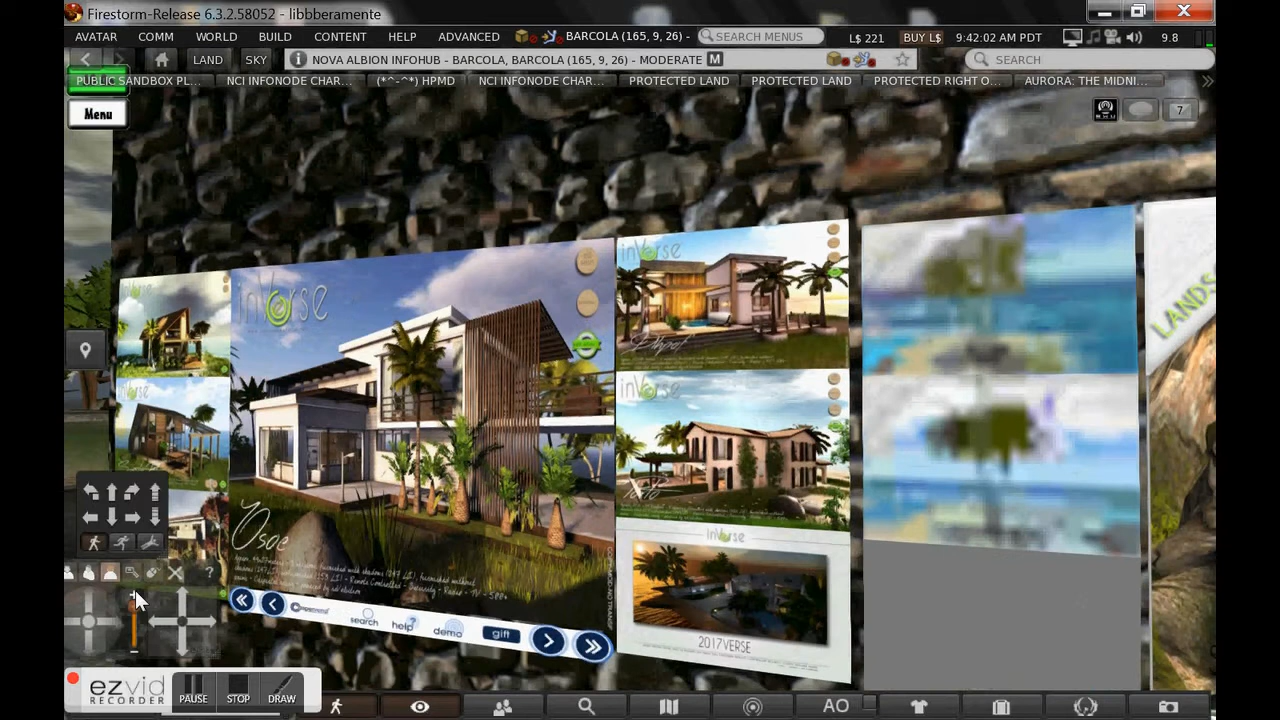 Firestorm-Release 6.3.2.58052 - libbberamente
AVATAR COMM WORLD BUILD CONTENT HELP ADVANCED BARCOLA (165, 9, 26) - SEARCH MENUS L$ 221 BUY L$ 9:42:02 AM PDT 9.8
LAND SKY NOVA ALBION INFOHUB - BARCOLA, BARCOLA (165, 9, 26) - MODERATE M SEARCH
PUBLIC SANDBOX PL... NCI INFONODE CHAR... (*^-^*) HPMD NCI INFONODE CHAR... PROTECTED LAND PROTECTED LAND PROTECTED RIGHT O... AURORA: THE MIDNI...
Menu
7
inVerse
inVerse
inVerse
inVerse
LANDS
inVerse
Osae
inVerse
search help? demo gift
2017VERSE
ezvid
RECORDER
PAUSE STOP DRAW
AO